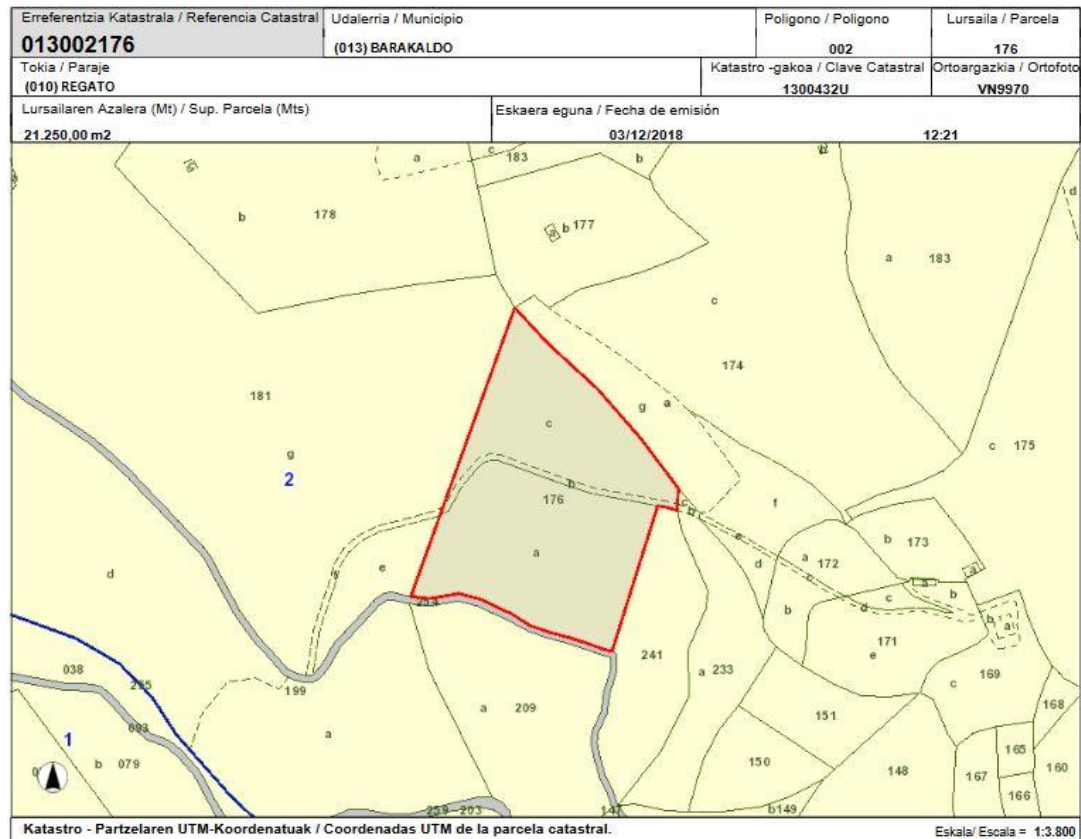 Erreferentzia Katastrala / Referencia Catastral
013002176
Udalerria / Municipio
(013) BARAKALDO
Poligono / Poligono
002
Lursaila / Parcela
176
Tokia / Paraje
(010) REGATO
Katastro -gakoa / Clave Catastral
1300432U
Ortoargazkia / Ortofoto
VN9970
Lursailaren Azalera (Mt) / Sup. Parcela (Mts)
21.250,00 m2
Eskaera eguna / Fecha de emisión
03/12/2018 12:21
a c 183 b b
a
b 178
b 177
a
d
a 183
c
174
181
g a
c
c 175
g
2
b
176
f
c
b
e
b 173
a
172
a
d
c
d
e
a
f
a
b
c
d
b
b
a
254
171
e
241
a 233
169
c
038
255
199
a 209
168
093
151
1
a
165
b 079
150
148
167
160
166
259 203
147
b149
Katastro - Partzelaren UTM-Koordenatuak / Coordenadas UTM de la parcela catastral.
Eskala/ Escala = 1:3.800